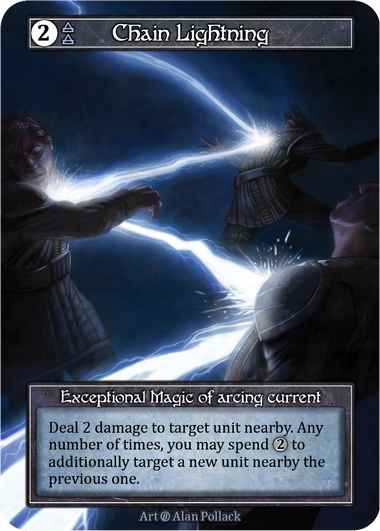 2 Chain Lightning
Exceptional Magic of arcing current
Deal 2 damage to target unit nearby. Any
number of times, you may spend ② to
additionally target a new unit nearby the
previous one.
Art @ Alan Pollack